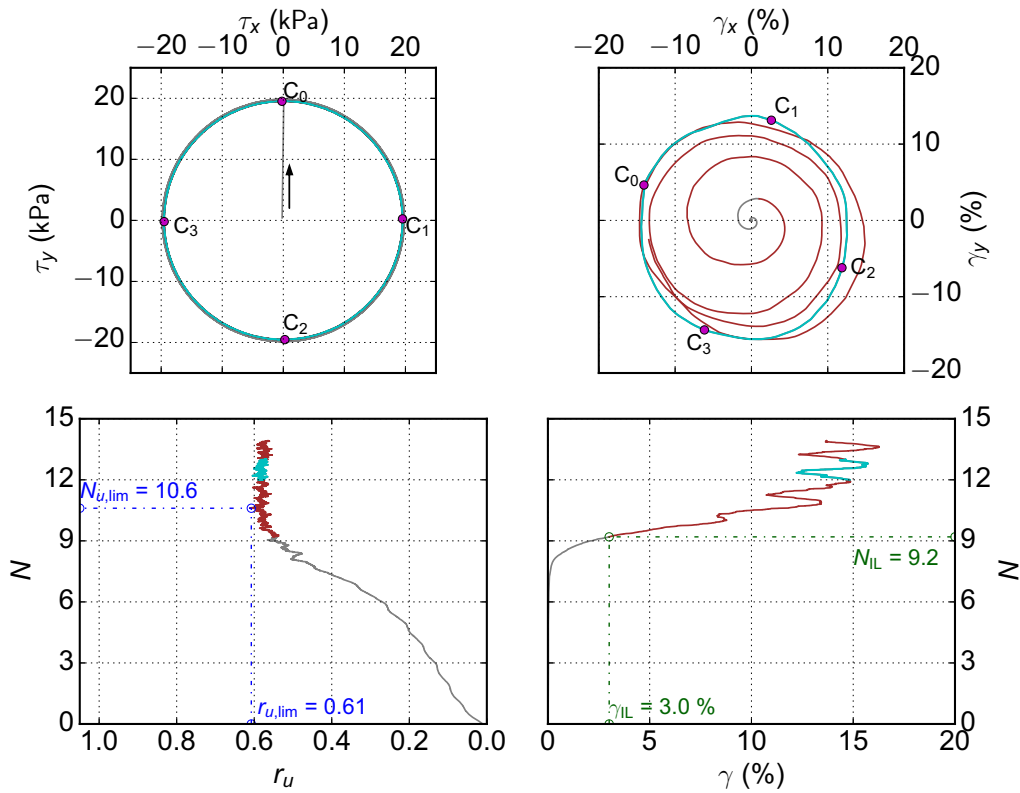 τx (kPa)
−20 −10 0 10 20
20
10
0
−10
−20
τy (kPa)
C0
C1
C2
C3
γx (%)
−20 −10 0 10 20
20
10
0
−10
−20
γy (%)
C0
C1
C2
C3
15
12
9
6
3
0
N
Nu,lim = 10.6
ru,lim = 0.61
1.0 0.8 0.6 0.4 0.2 0.0
ru
15
12
9
6
3
0
N
NIL = 9.2
γIL = 3.0 %
0 5 10 15 20
γ (%)